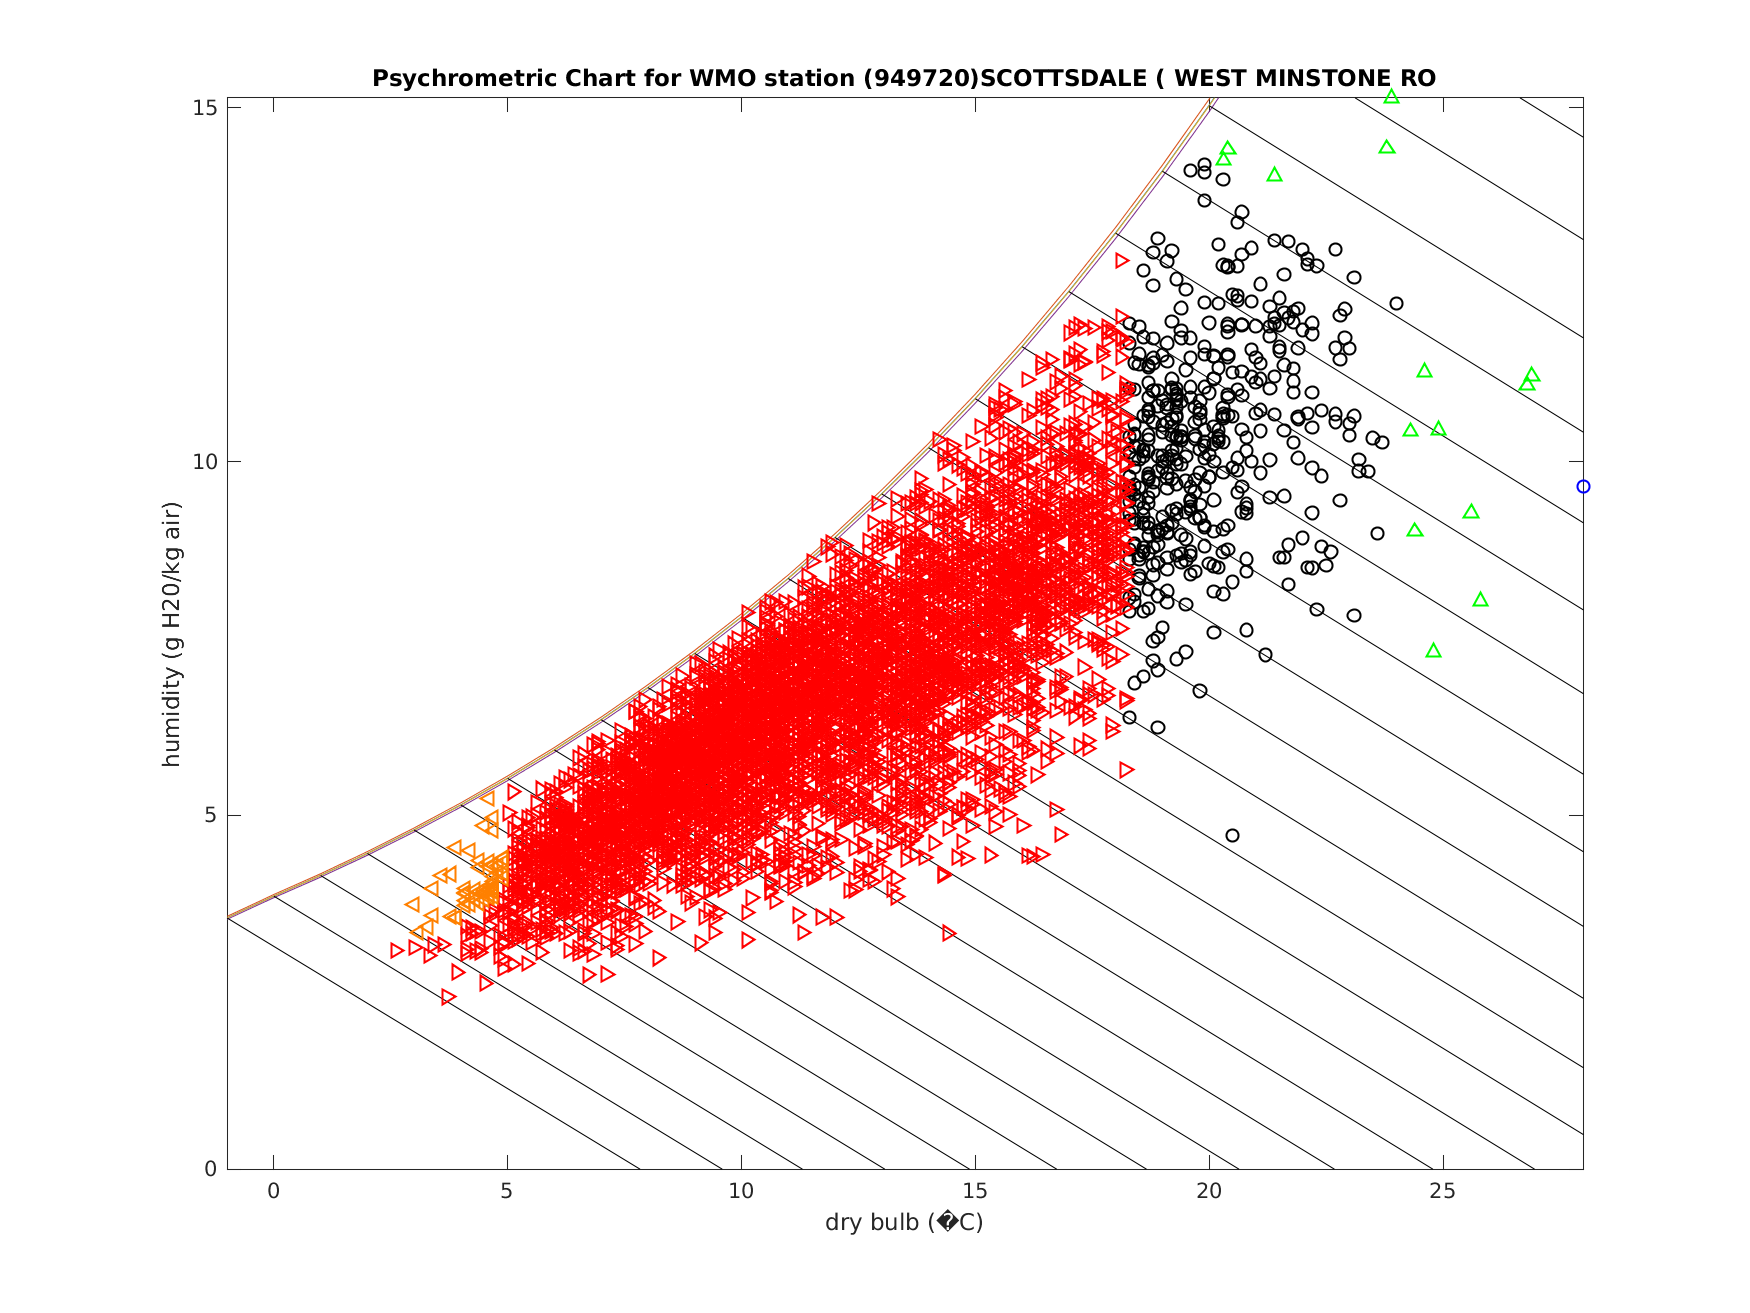 Psychrometric Chart for WMO station (949720)SCOTTSDALE ( WEST MINSTONE RO
15
10
5
0
humidity (g H20/kg air)
0 5 10 15 20 25
dry bulb (�C)